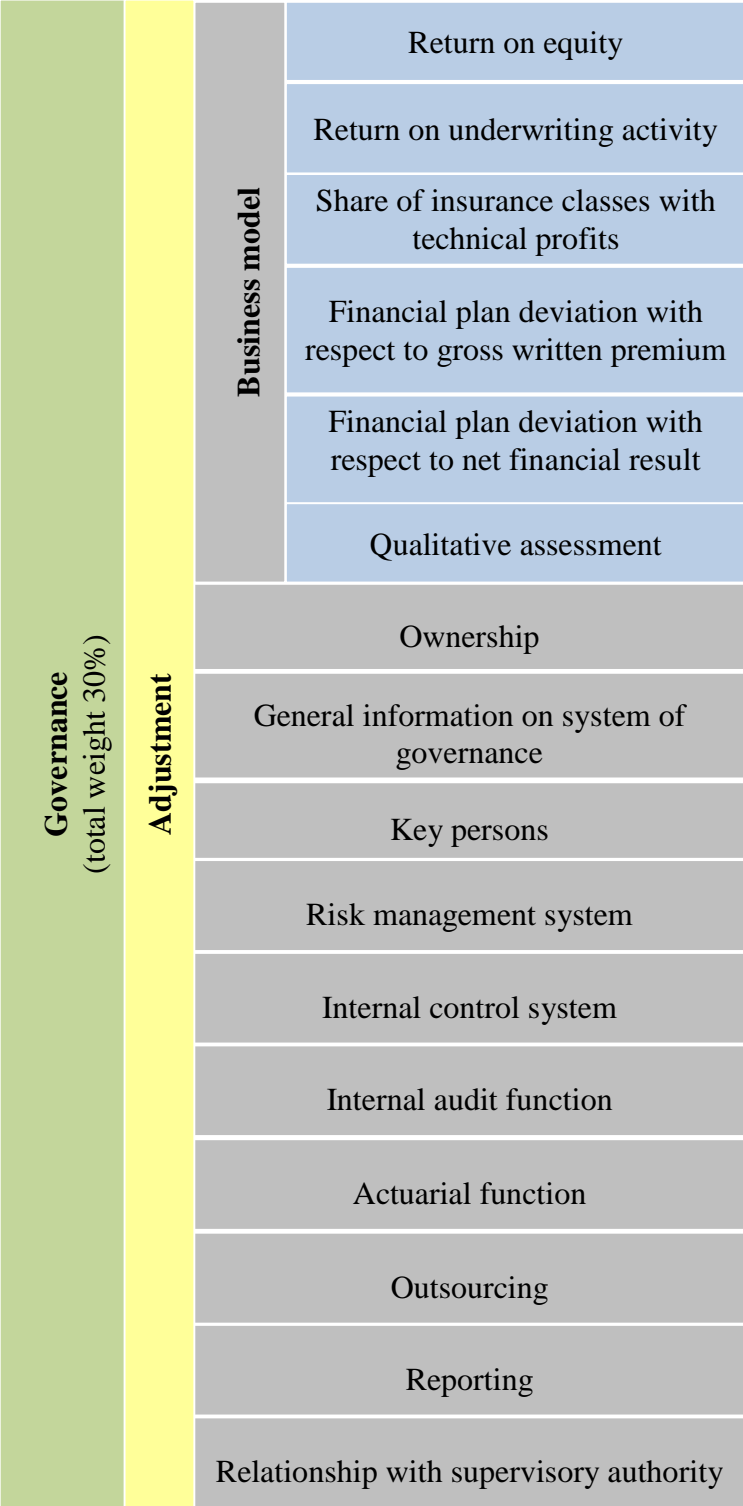 Governance
(total weight 30%)
Adjustment
Business model
Return on equity
Return on underwriting activity
Share of insurance classes with
technical profits
Financial plan deviation with
respect to gross written premium
Financial plan deviation with
respect to net financial result
Qualitative assessment
Ownership
General information on system of
governance
Key persons
Risk management system
Internal control system
Internal audit function
Actuarial function
Outsourcing
Reporting
Relationship with supervisory authority